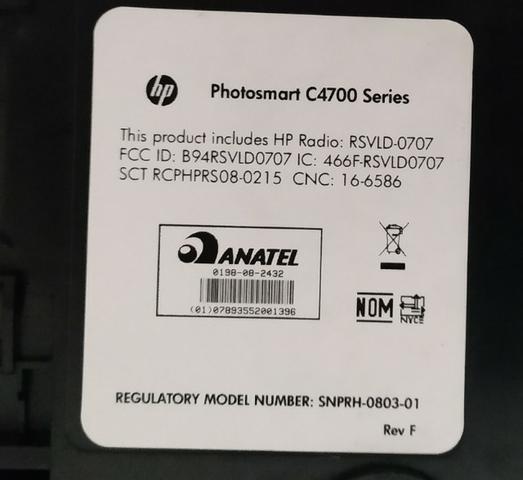 hp
Photosmart C4700 Series
This product includes HP Radio: RSVLD-0707
FCC ID: B94RSVLD0707 IC: 466F-RSVLD0707
SCT RCPHPRS08-0215 CNC: 16-6586
ANATEL
0198-08-2432
(01)07893552001396
NOM
NYCE
REGULATORY MODEL NUMBER: SNPRH-0803-01
Rev F